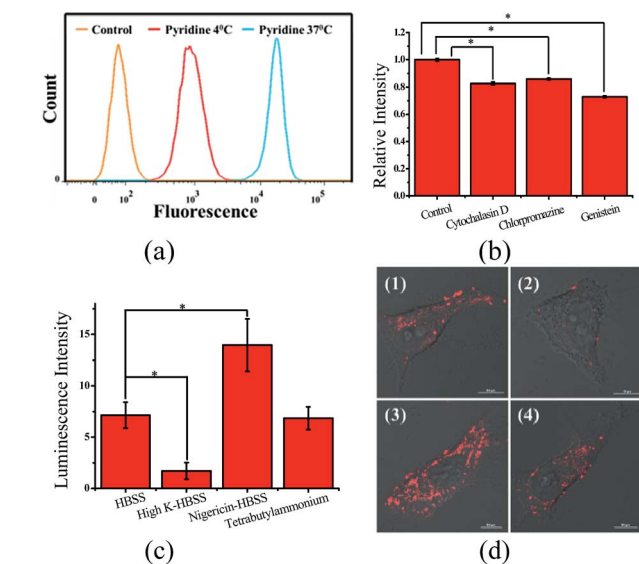 Control Pyridine 4⁰C Pyridine 37⁰C
Count
0
0 10² 10³ 10⁴ 10⁵
Fluorescence
(a)
Relative Intensity
1.2
1.0
0.8
0.6
0.4
0.2
0.0
* * *
Control Cytochalasin D Chlorpromazine Genistein
(b)
Luminescence Intensity
15
10
5
0
* *
HBSS High K-HBSS Nigericin-HBSS Tetrabutylammonium
(c)
(1) (2)
(3) (4)
(d)